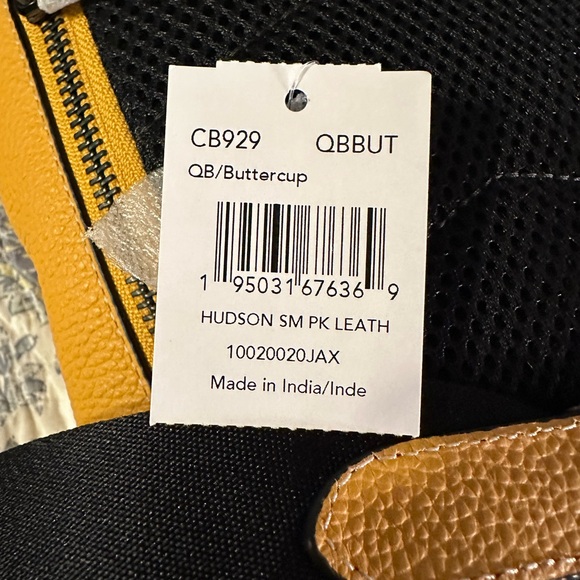 CB929 QBBUT
QB/Buttercup
1 95031 67636 9
HUDSON SM PK LEATH
10020020JAX
Made in India/Inde